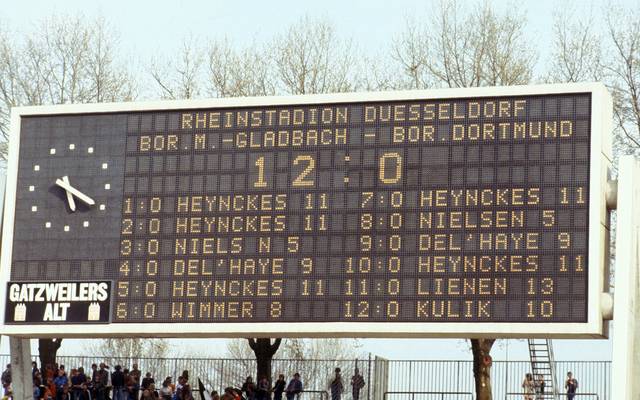 RHEINSTADION DUESSELDORF
BOR.M.-GLADBACH - BOR.DORTMUND
12:0
1:0 HEYNCKES 11 7:0 HEYNCKES 11
2:0 HEYNCKES 11 8:0 NIELSEN 5
3:0 NIELS N 5 9:0 DEL'HAYE 9
4:0 DEL'HAYE 9 10:0 HEYNCKES 11
5:0 HEYNCKES 11 11:0 LIENEN 13
6:0 WIMMER 8 12:0 KULIK 10
GATZWEILERS
ALT